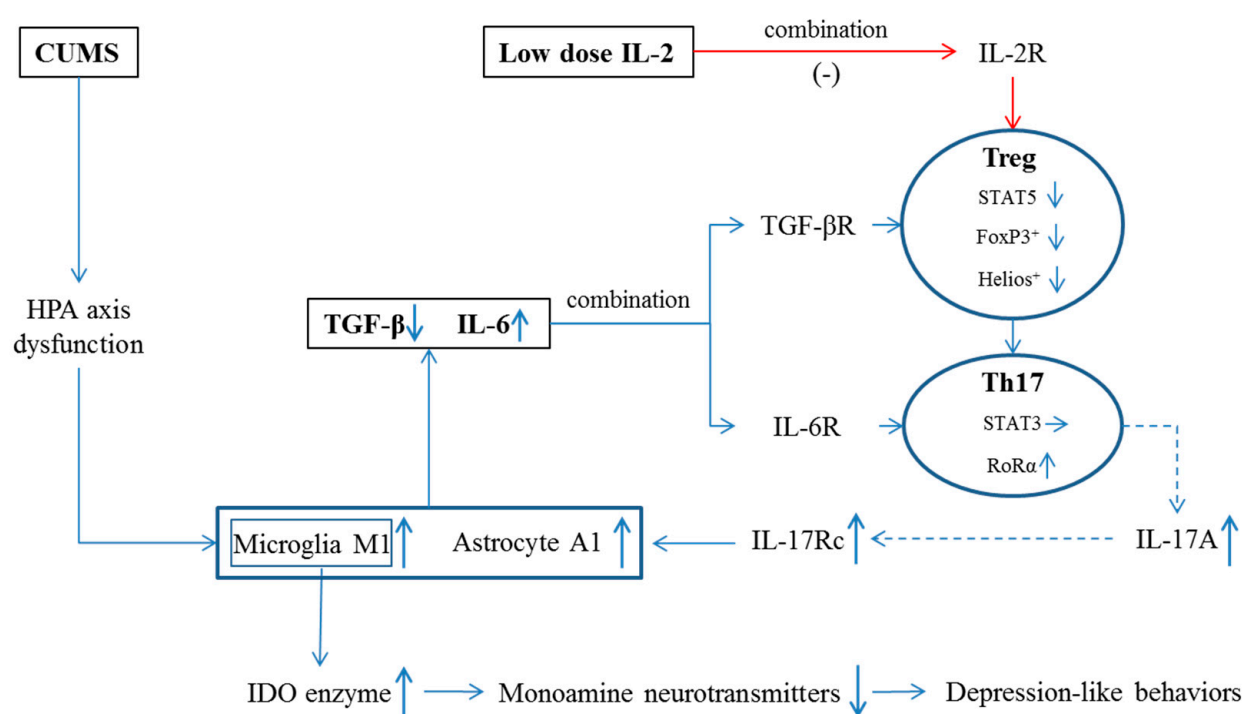 CUMS
Low dose IL-2
combination
(-)
IL-2R
Treg
STAT5
FoxP3⁺
Helios⁺
TGF-βR
HPA axis
dysfunction
TGF-β IL-6
combination
Th17
STAT3
RoRα
IL-6R
Microglia M1 Astrocyte A1
IL-17Rc
IL-17A
IDO enzyme
Monoamine neurotransmitters
Depression-like behaviors